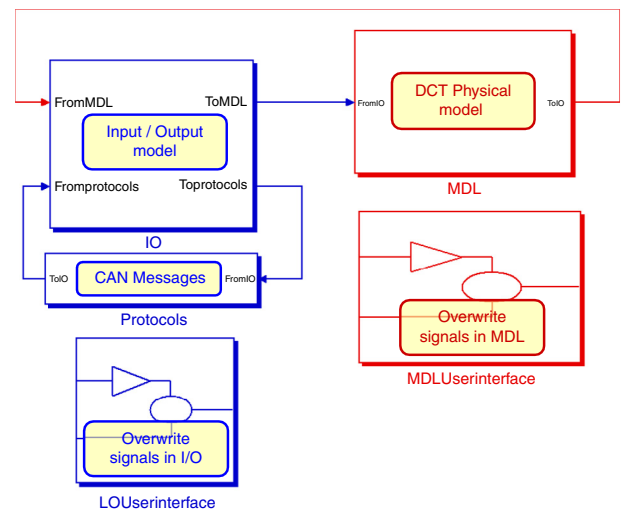 FromMDL
ToMDL
Input / Output
model
Fromprotocols
Toprotocols
IO
FromIO
DCT Physical
model
ToIO
MDL
ToIO
CAN Messages
FromIO
Protocols
Overwrite
signals in MDL
MDLUserinterface
Overwrite
signals in I/O
LOUserinterface